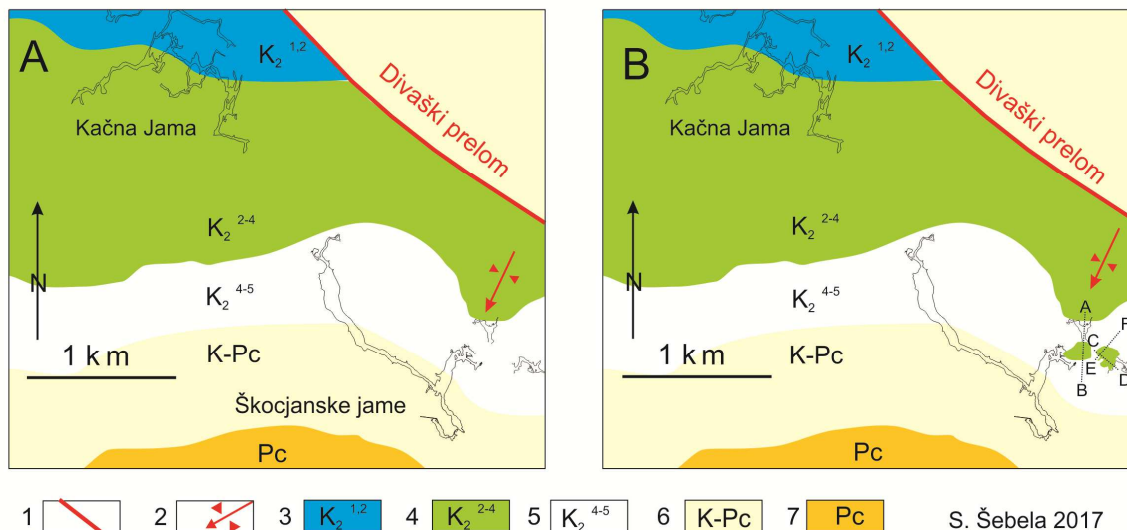 A
K₂ ¹,²
Divaški prelom
Kačna Jama
K₂ ²⁻⁴
N
K₂ ⁴⁻⁵
1 km
K-Pc
Škocjanske jame
Pc
B
K₂ ¹,²
Divaški prelom
Kačna Jama
K₂ ²⁻⁴
N
K₂ ⁴⁻⁵
A
F
C
E
D
B
1 km
K-Pc
Škocjanske jame
Pc
1 2 3 K₂ ¹,² 4 K₂ ²⁻⁴ 5 K₂ ⁴⁻⁵ 6 K-Pc 7 Pc S. Šebela 2017